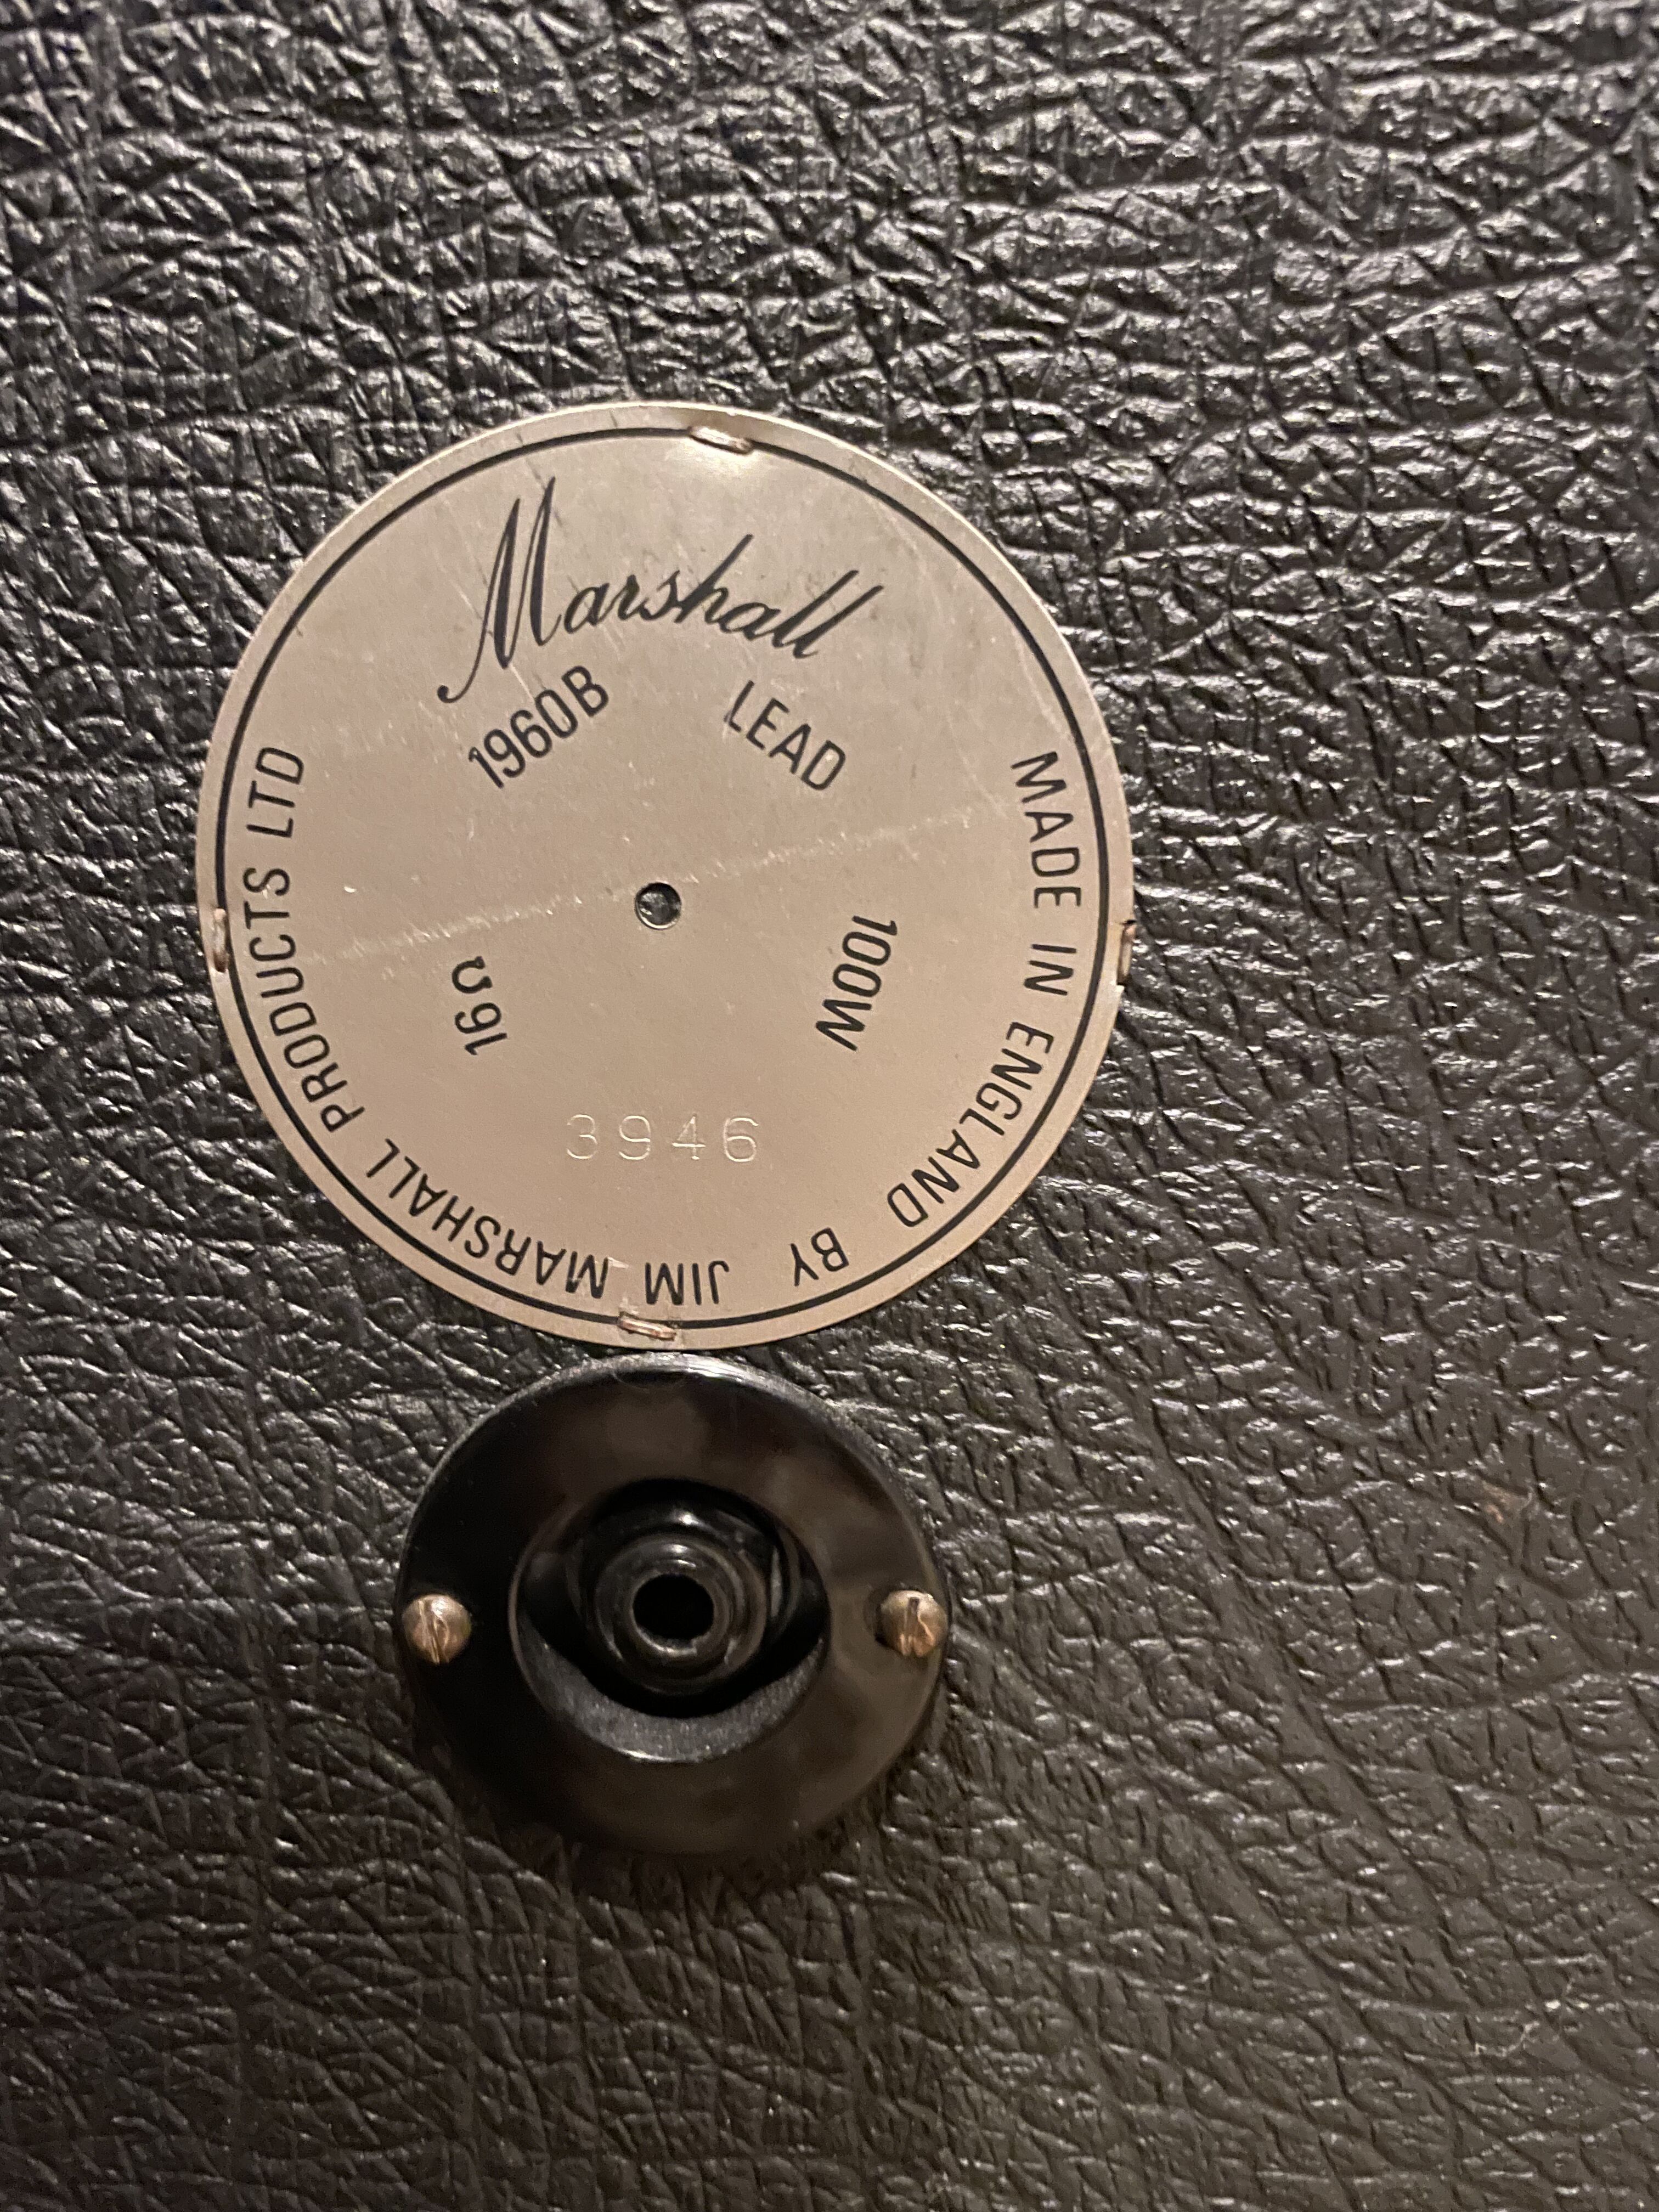 Marshall
1960B LEAD
16Ω 100W
3946
MADE IN ENGLAND BY JIM MARSHALL PRODUCTS LTD